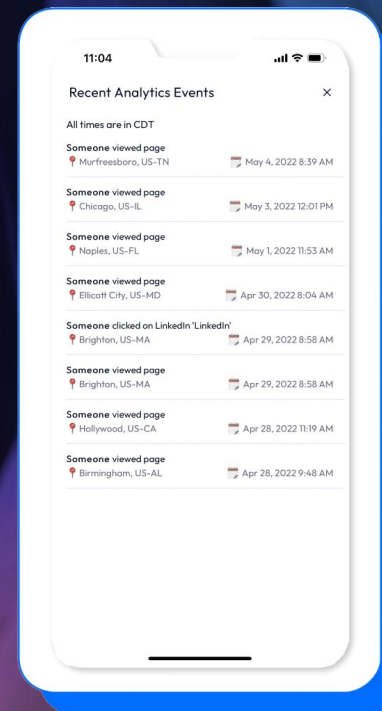 11:04
Recent Analytics Events ×
All times are in CDT
Someone viewed page
Murfreesboro, US-TN May 4, 2022 8:39 AM
Someone viewed page
Chicago, US-IL May 3, 2022 12:01 PM
Someone viewed page
Naples, US-FL May 1, 2022 11:53 AM
Someone viewed page
Ellicott City, US-MD Apr 30, 2022 8:04 AM
Someone clicked on LinkedIn 'LinkedIn'
Brighton, US-MA Apr 29, 2022 8:58 AM
Someone viewed page
Brighton, US-MA Apr 29, 2022 8:58 AM
Someone viewed page
Hollywood, US-CA Apr 28, 2022 11:19 AM
Someone viewed page
Birmingham, US-AL Apr 28, 2022 9:48 AM